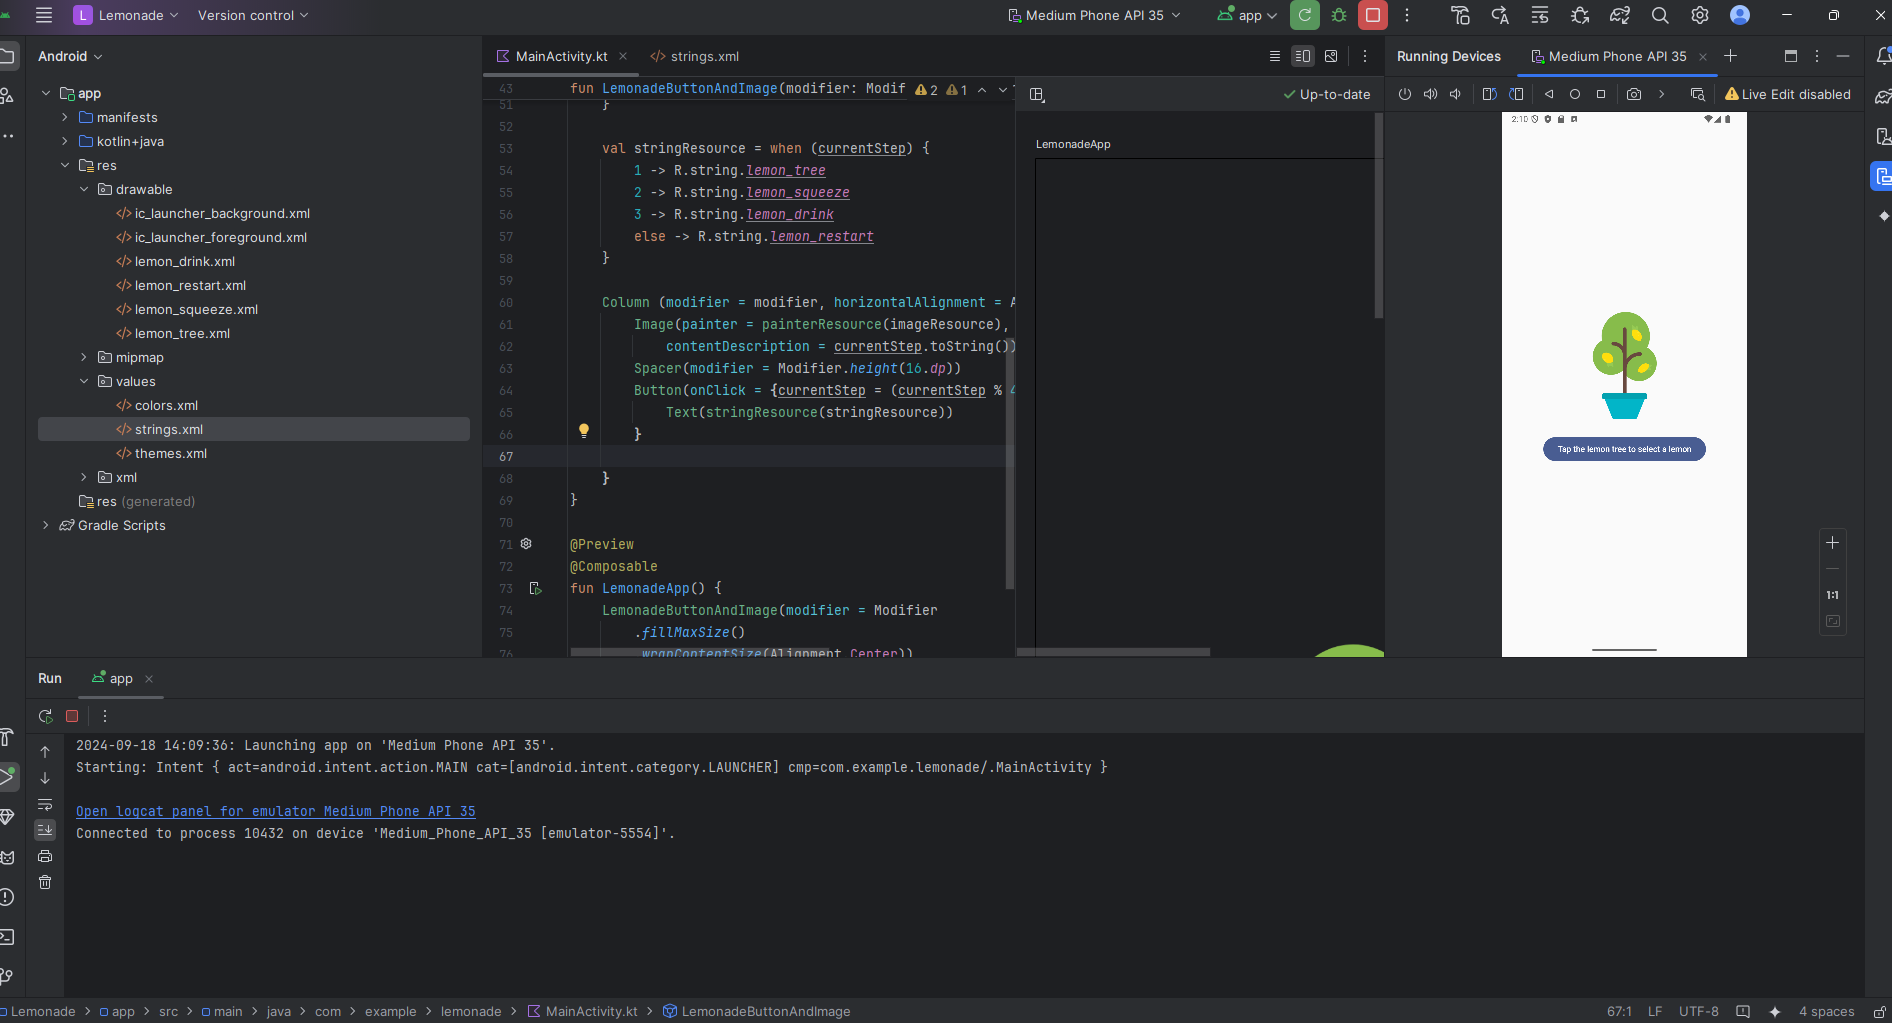 L Lemonade Version control Medium Phone API 35 app
Android
MainActivity.kt
strings.xml
Running Devices
Medium Phone API 35
app
manifests
kotlin+java
res
drawable
ic_launcher_background.xml
ic_launcher_foreground.xml
lemon_drink.xml
lemon_restart.xml
lemon_squeeze.xml
lemon_tree.xml
mipmap
values
colors.xml
strings.xml
themes.xml
xml
res (generated)
Gradle Scripts
43 fun LemonadeButtonAndImage(modifier: Modif 2 1
51 }
52
53 val stringResource = when (currentStep) {
54 1 -> R.string.lemon_tree
55 2 -> R.string.lemon_squeeze
56 3 -> R.string.lemon_drink
57 else -> R.string.lemon_restart
58 }
59
60 Column (modifier = modifier, horizontalAlignment = A
61 Image(painter = painterResource(imageResource),
62 contentDescription = currentStep.toString())
63 Spacer(modifier = Modifier.height(16.dp))
64 Button(onClick = {currentStep = (currentStep % 4
65 Text(stringResource(stringResource))
66 }
67
68 }
69 }
70
71 @Preview
72 @Composable
73 fun LemonadeApp() {
74 LemonadeButtonAndImage(modifier = Modifier
75 .fillMaxSize()
76 .wrapContentSize(Alignment.Center))
Up-to-date
LemonadeApp
Live Edit disabled
2:10
Tap the lemon tree to select a lemon
1:1
Run app
2024-09-18 14:09:36: Launching app on 'Medium Phone API 35'.
Starting: Intent { act=android.intent.action.MAIN cat=[android.intent.category.LAUNCHER] cmp=com.example.lemonade/.MainActivity }
Open logcat panel for emulator Medium Phone API 35
Connected to process 10432 on device 'Medium_Phone_API_35 [emulator-5554]'.
Lemonade > app > src > main > java > com > example > lemonade > MainActivity.kt > LemonadeButtonAndImage
67:1 LF UTF-8 4 spaces